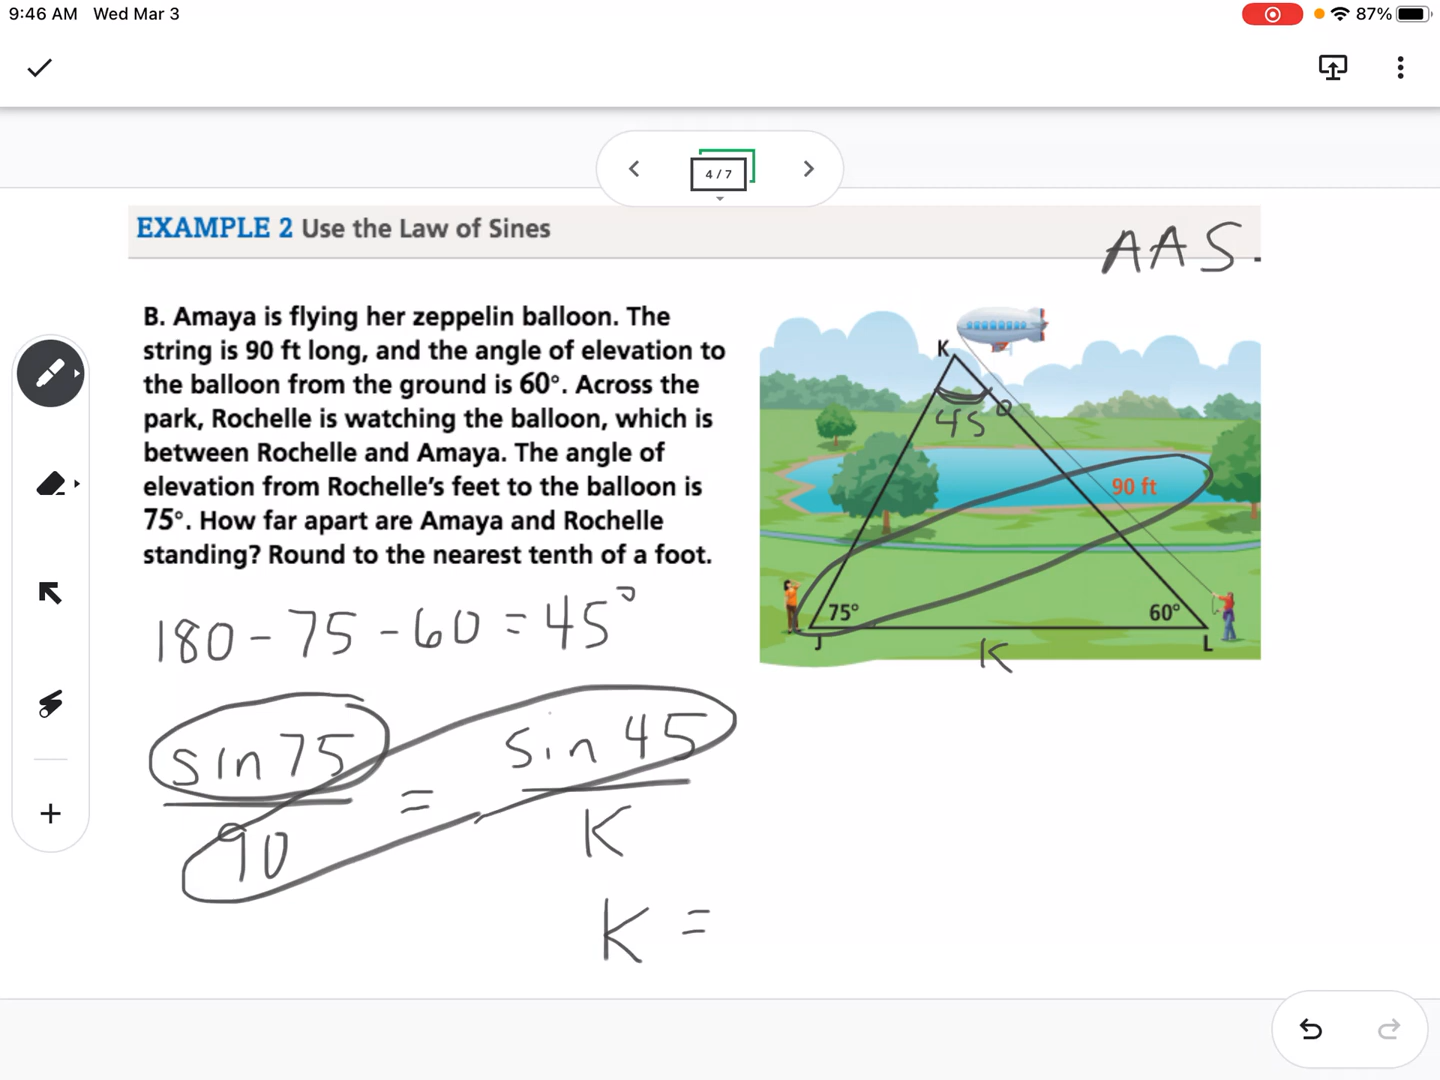 9:46 AM Wed Mar 3
87%
4 / 7
EXAMPLE 2 Use the Law of Sines
AAS.
B. Amaya is flying her zeppelin balloon. The
string is 90 ft long, and the angle of elevation to
the balloon from the ground is 60°. Across the
park, Rochelle is watching the balloon, which is
between Rochelle and Amaya. The angle of
elevation from Rochelle's feet to the balloon is
75°. How far apart are Amaya and Rochelle
standing? Round to the nearest tenth of a foot.
K
45°
90 ft
75°
60°
J
K
L
180 - 75 - 60 = 45°
sin 75 = sin 45
90 K
K =